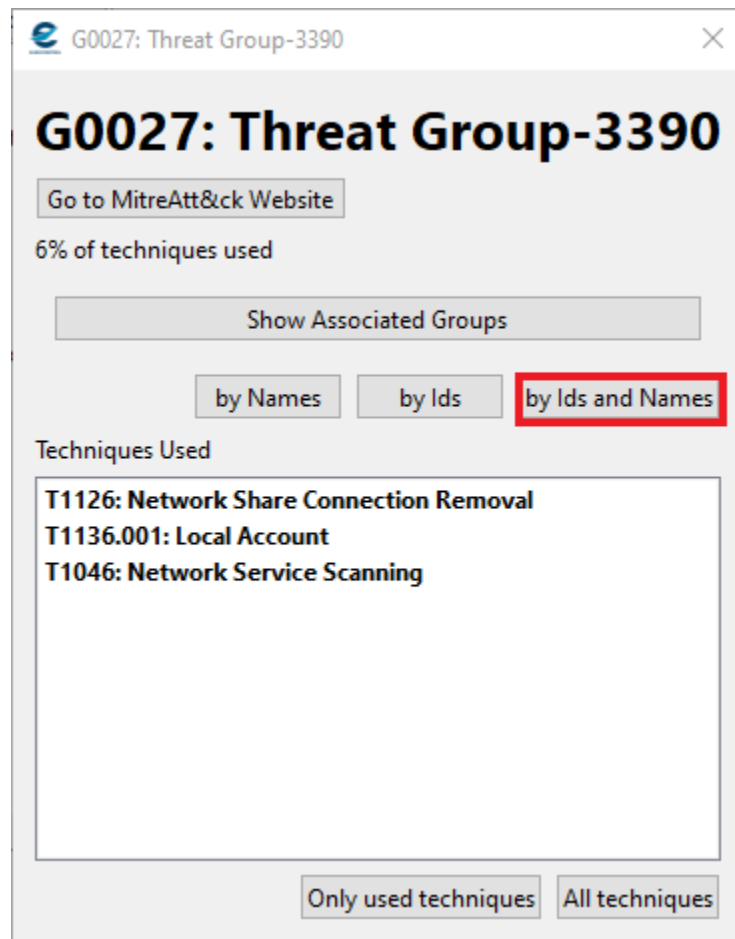 G0027: Threat Group-3390
G0027: Threat Group-3390
Go to MitreAtt&ck Website
6% of techniques used
Show Associated Groups
by Names by Ids by Ids and Names
Techniques Used
T1126: Network Share Connection Removal
T1136.001: Local Account
T1046: Network Service Scanning
Only used techniques All techniques